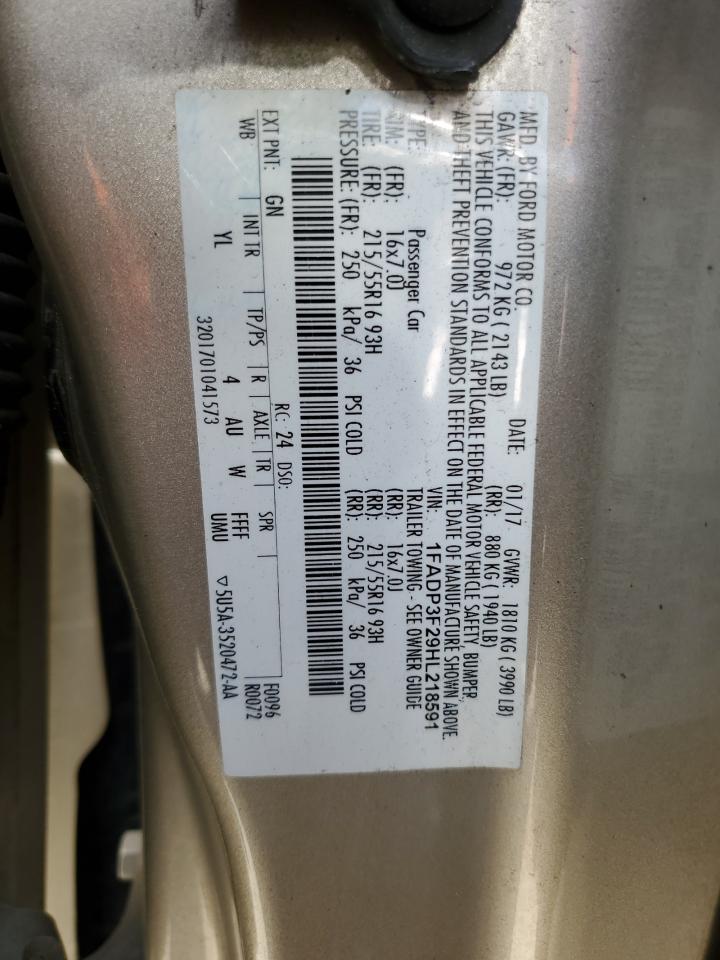 MFD. BY FORD MOTOR CO.
DATE: 01/17 GVWR: 1810 KG ( 3990 LB)
GAWR: (FR): 972 KG ( 2143 LB) (RR): 880 KG ( 1940 LB)
THIS VEHICLE CONFORMS TO ALL APPLICABLE FEDERAL MOTOR VEHICLE SAFETY, BUMPER,
AND THEFT PREVENTION STANDARDS IN EFFECT ON THE DATE OF MANUFACTURE SHOWN ABOVE.
VIN: 1FADP3F29HL218591
TYPE: Passenger Car TRAILER TOWING - SEE OWNER GUIDE
RIM: (FR): 16x7.0J (RR): 16x7.0J
TIRE: (FR): 215/55R16 93H (RR): 215/55R16 93H
PRESSURE: (FR): 250 kPa/ 36 PSI COLD (RR): 250 kPa/ 36 PSI COLD
RC: 24 DSO: F0096
EXT PNT: GN R0072
WB INT TR TP/PS R AXLE TR SPR
YL 4 AU W FFFF
UMU
3201701041573 ▽5U5A-3520472-AA